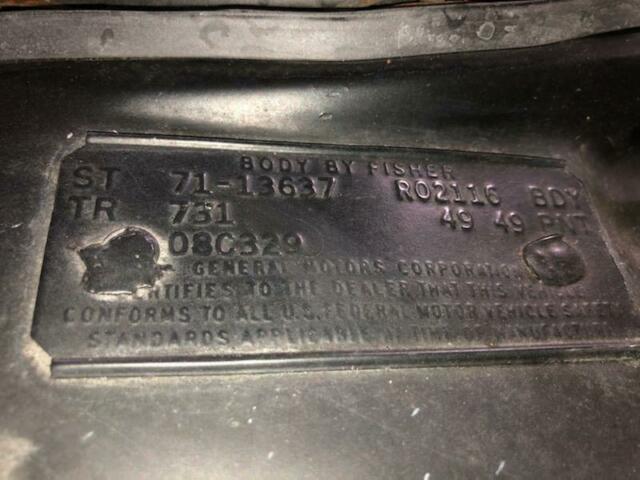 BODY BY FISHER
ST 71-13637 R02116 BDY
TR 731 49 49 PNT
08C329
GENERAL MOTORS CORPORATION
CERTIFIES TO THE DEALER THAT THIS VEHICLE
CONFORMS TO ALL U.S. FEDERAL MOTOR VEHICLE SAFETY
STANDARDS APPLICABLE AT TIME OF MANUFACTURE